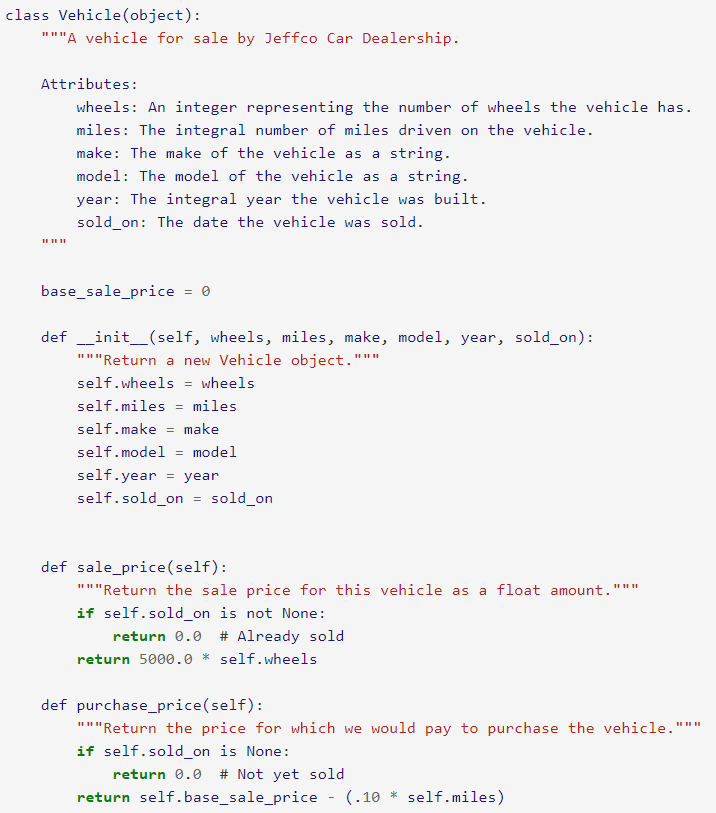 class Vehicle(object):
    """A vehicle for sale by Jeffco Car Dealership.

    Attributes:
        wheels: An integer representing the number of wheels the vehicle has.
        miles: The integral number of miles driven on the vehicle.
        make: The make of the vehicle as a string.
        model: The model of the vehicle as a string.
        year: The integral year the vehicle was built.
        sold_on: The date the vehicle was sold.
    """

    base_sale_price = 0

    def __init__(self, wheels, miles, make, model, year, sold_on):
        """Return a new Vehicle object."""
        self.wheels = wheels
        self.miles = miles
        self.make = make
        self.model = model
        self.year = year
        self.sold_on = sold_on


    def sale_price(self):
        """Return the sale price for this vehicle as a float amount."""
        if self.sold_on is not None:
            return 0.0  # Already sold
        return 5000.0 * self.wheels

    def purchase_price(self):
        """Return the price for which we would pay to purchase the vehicle."""
        if self.sold_on is None:
            return 0.0  # Not yet sold
        return self.base_sale_price - (.10 * self.miles)